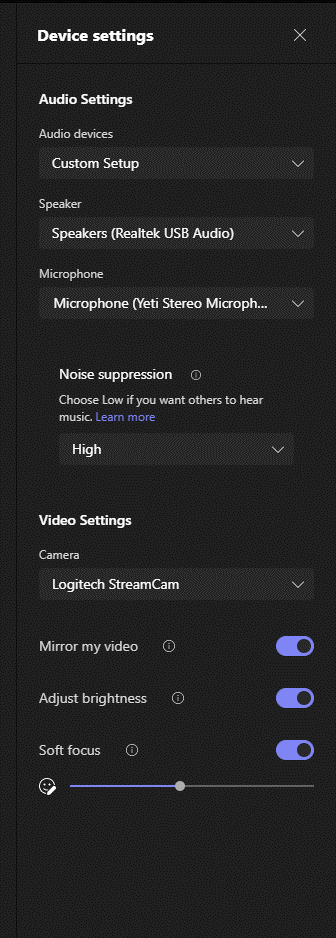 Device settings
Audio Settings
Audio devices
Custom Setup
Speaker
Speakers (Realtek USB Audio)
Microphone
Microphone (Yeti Stereo Microph...
Noise suppression
Choose Low if you want others to hear
music. Learn more
High
Video Settings
Camera
Logitech StreamCam
Mirror my video
Adjust brightness
Soft focus